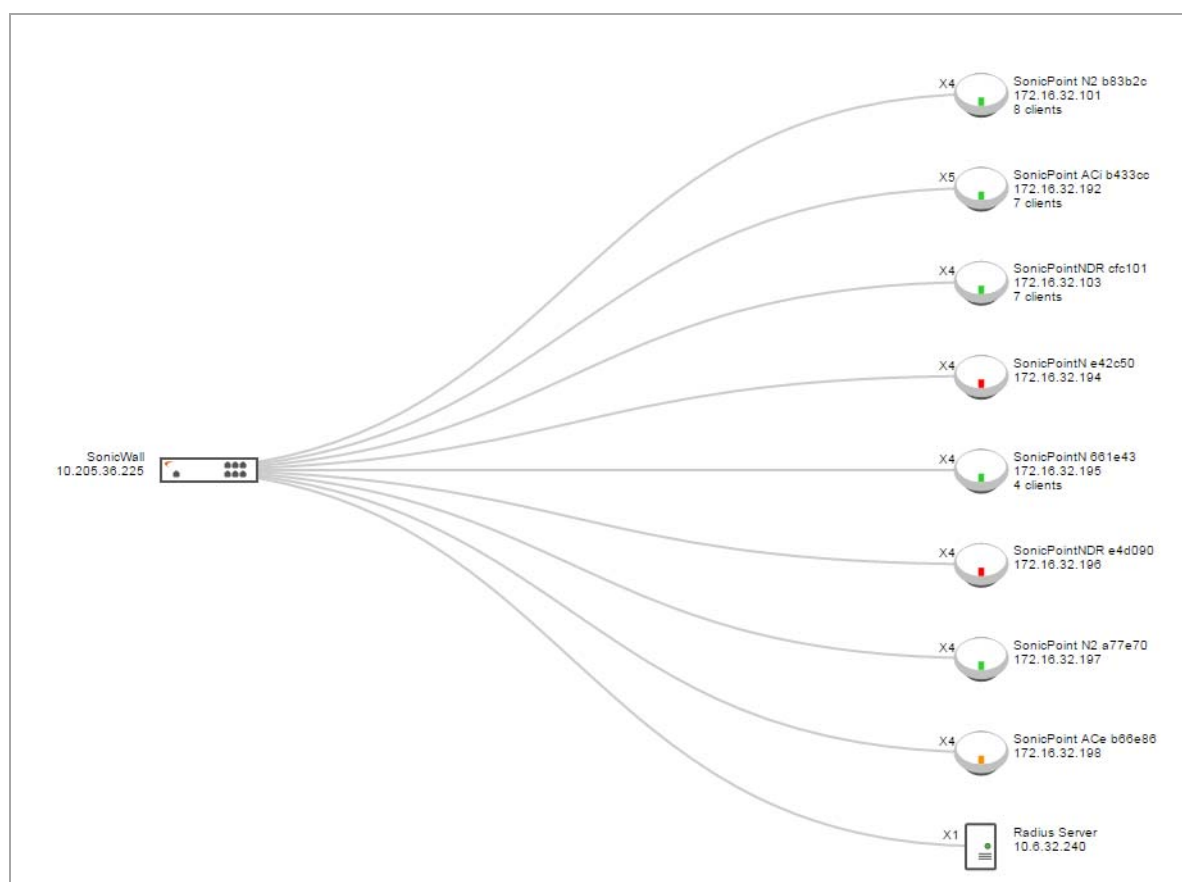 X4
SonicPoint N2 b83b2c
172.16.32.101
8 clients
X5
SonicPoint ACi b433cc
172.16.32.192
7 clients
X4
SonicPointNDR cfc101
172.16.32.103
7 clients
X4
SonicPointN e42c50
172.16.32.194
SonicWall
10.205.36.225
X4
SonicPointN 661e43
172.16.32.195
4 clients
X4
SonicPointNDR e4d090
172.16.32.196
X4
SonicPoint N2 a77e70
172.16.32.197
X4
SonicPoint ACe b66e86
172.16.32.198
X1
Radius Server
10.6.32.240